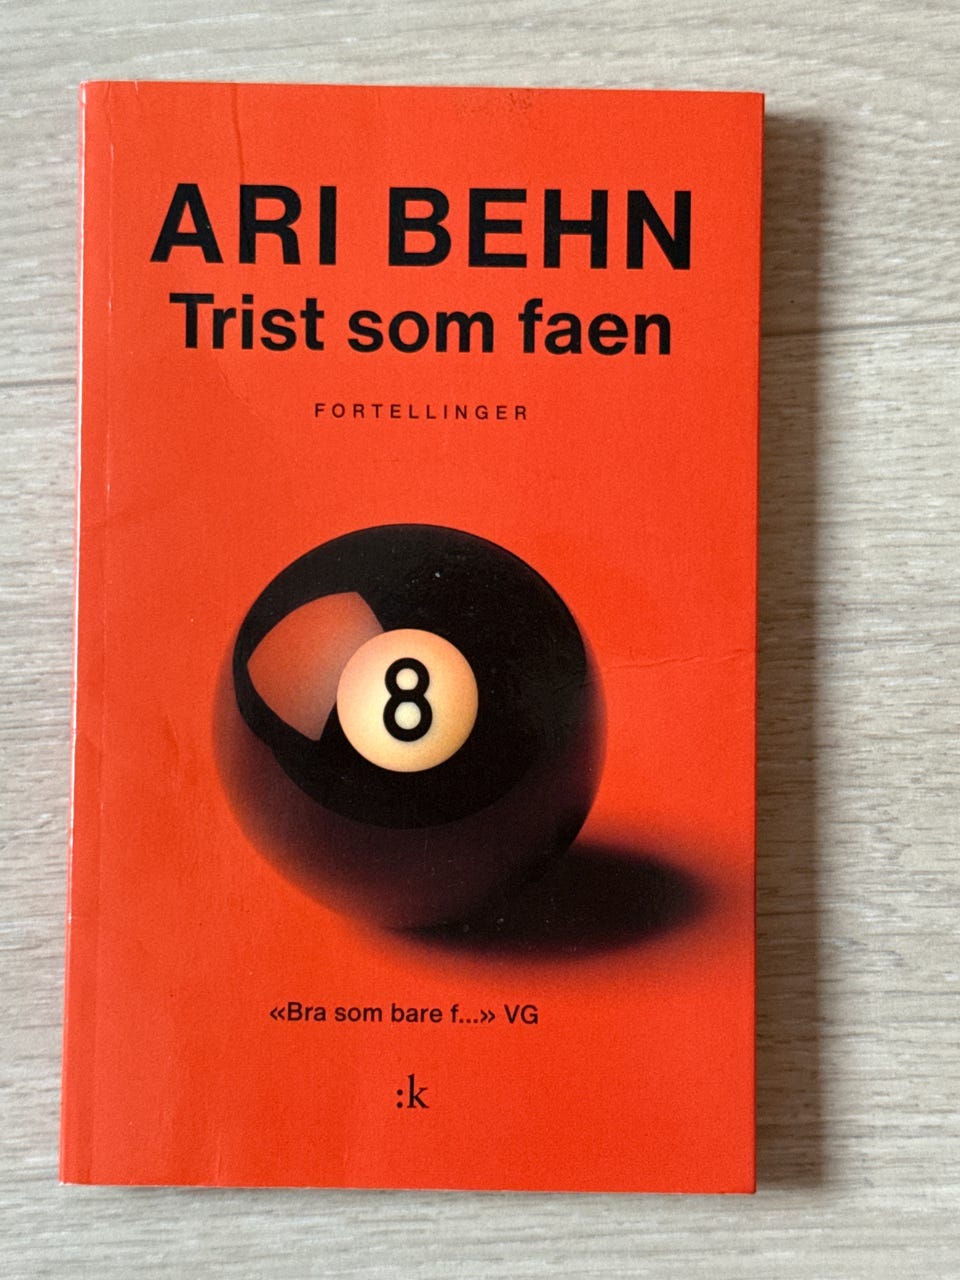 ARI BEHN
Trist som faen
FORTELLINGER
8
«Bra som bare f...» VG
:k